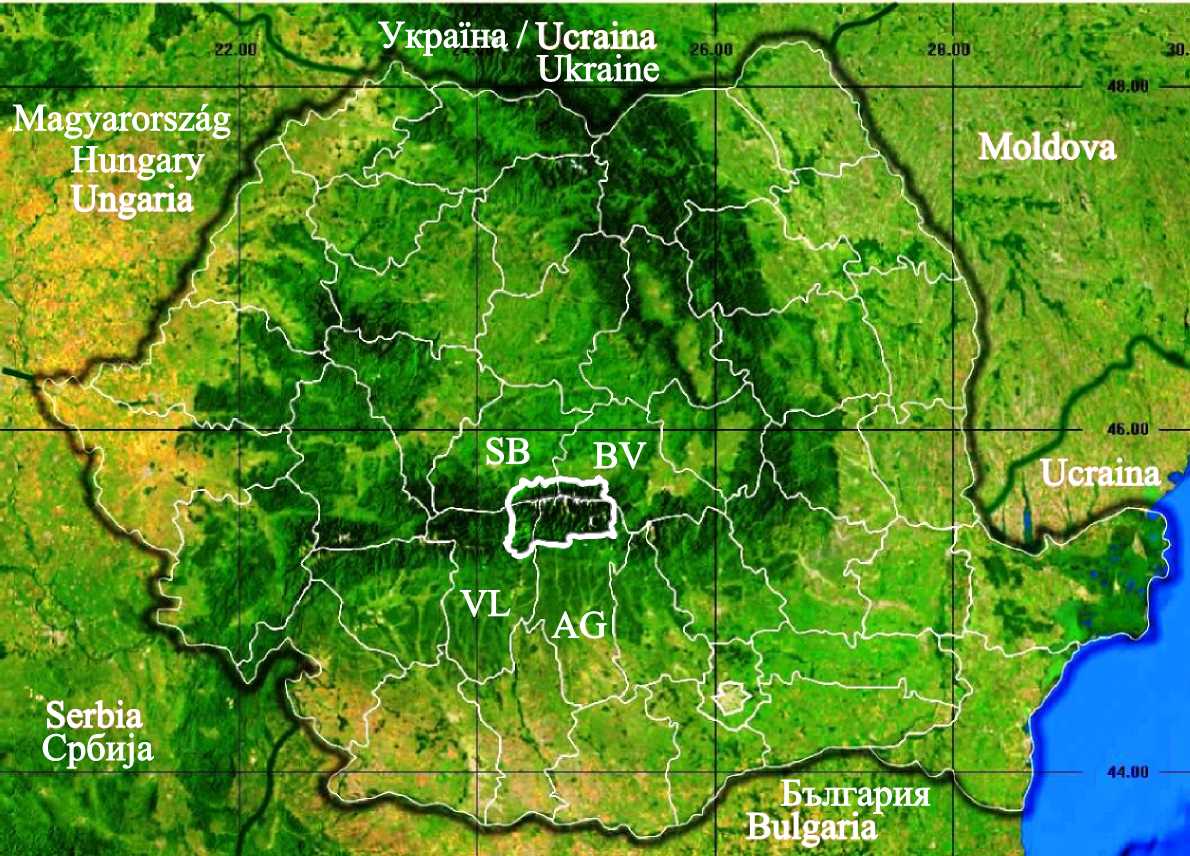 Україна / Ucraina
Ukraine
22.00
26.00
28.00
30.
48.00
Magyarország
Hungary
Ungaria
Moldova
46.00
SB
BV
Ucraina
VL
AG
Serbia
Србија
44.00
България
Bulgaria